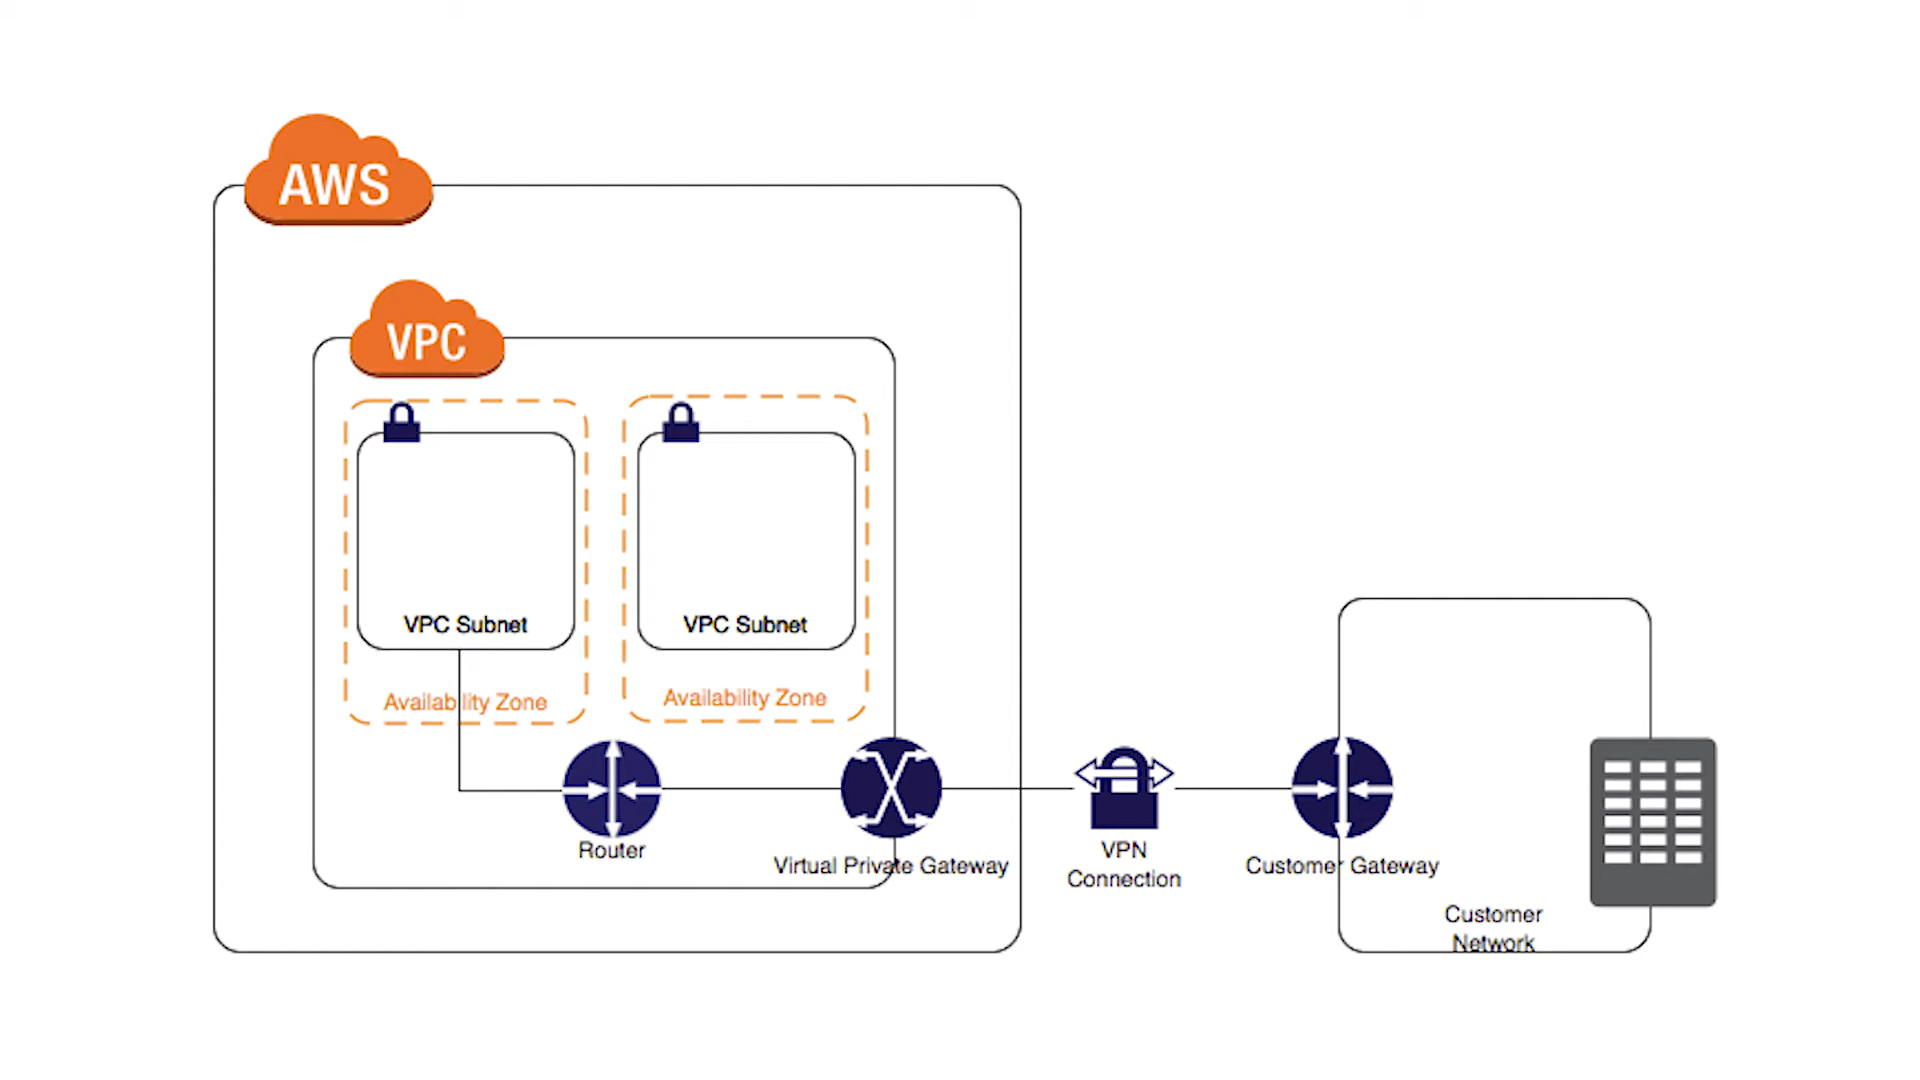 AWS
VPC
VPC Subnet
VPC Subnet
Availability Zone
Availability Zone
Router
Virtual Private Gateway
VPN
Connection
Customer Gateway
Customer
Network